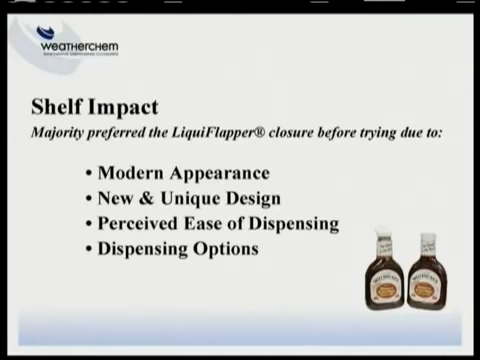 weatherchem
Shelf Impact
Majority preferred the LiquiFlapper® closure before trying due to:
• Modern Appearance
• New & Unique Design
• Perceived Ease of Dispensing
• Dispensing Options